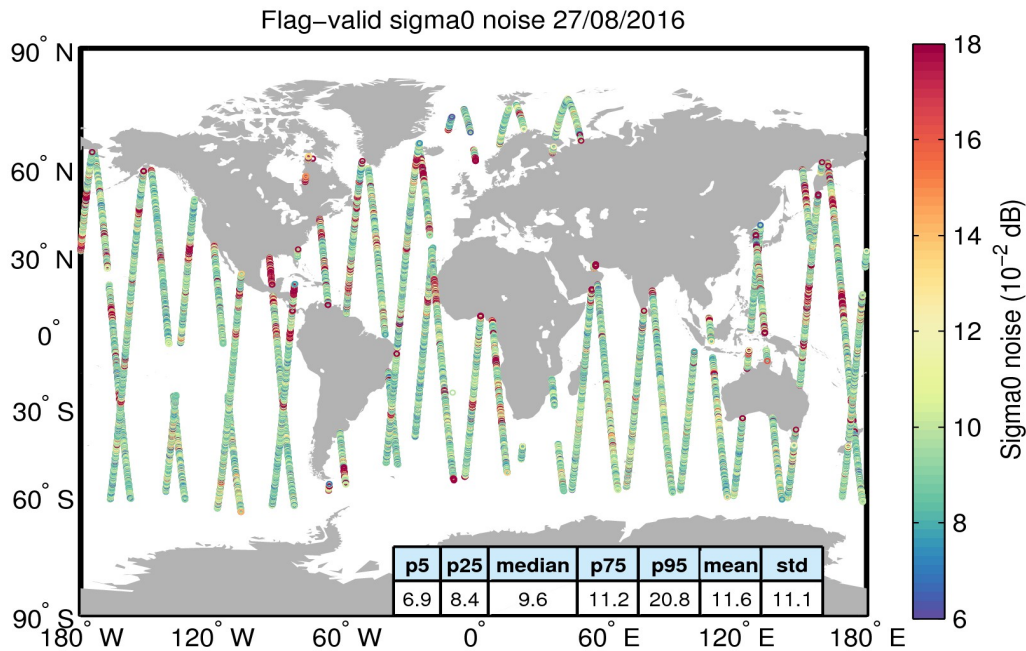 Flag−valid sigma0 noise 27/08/2016
90° N
60° N
30° N
0°
30° S
60° S
90° S
180° W
120° W
60° W
0°
60° E
120° E
180° E
p5 p25 median p75 p95 mean std
6.9 8.4 9.6 11.2 20.8 11.6 11.1
18
16
14
12
10
8
6
Sigma0 noise (10⁻² dB)